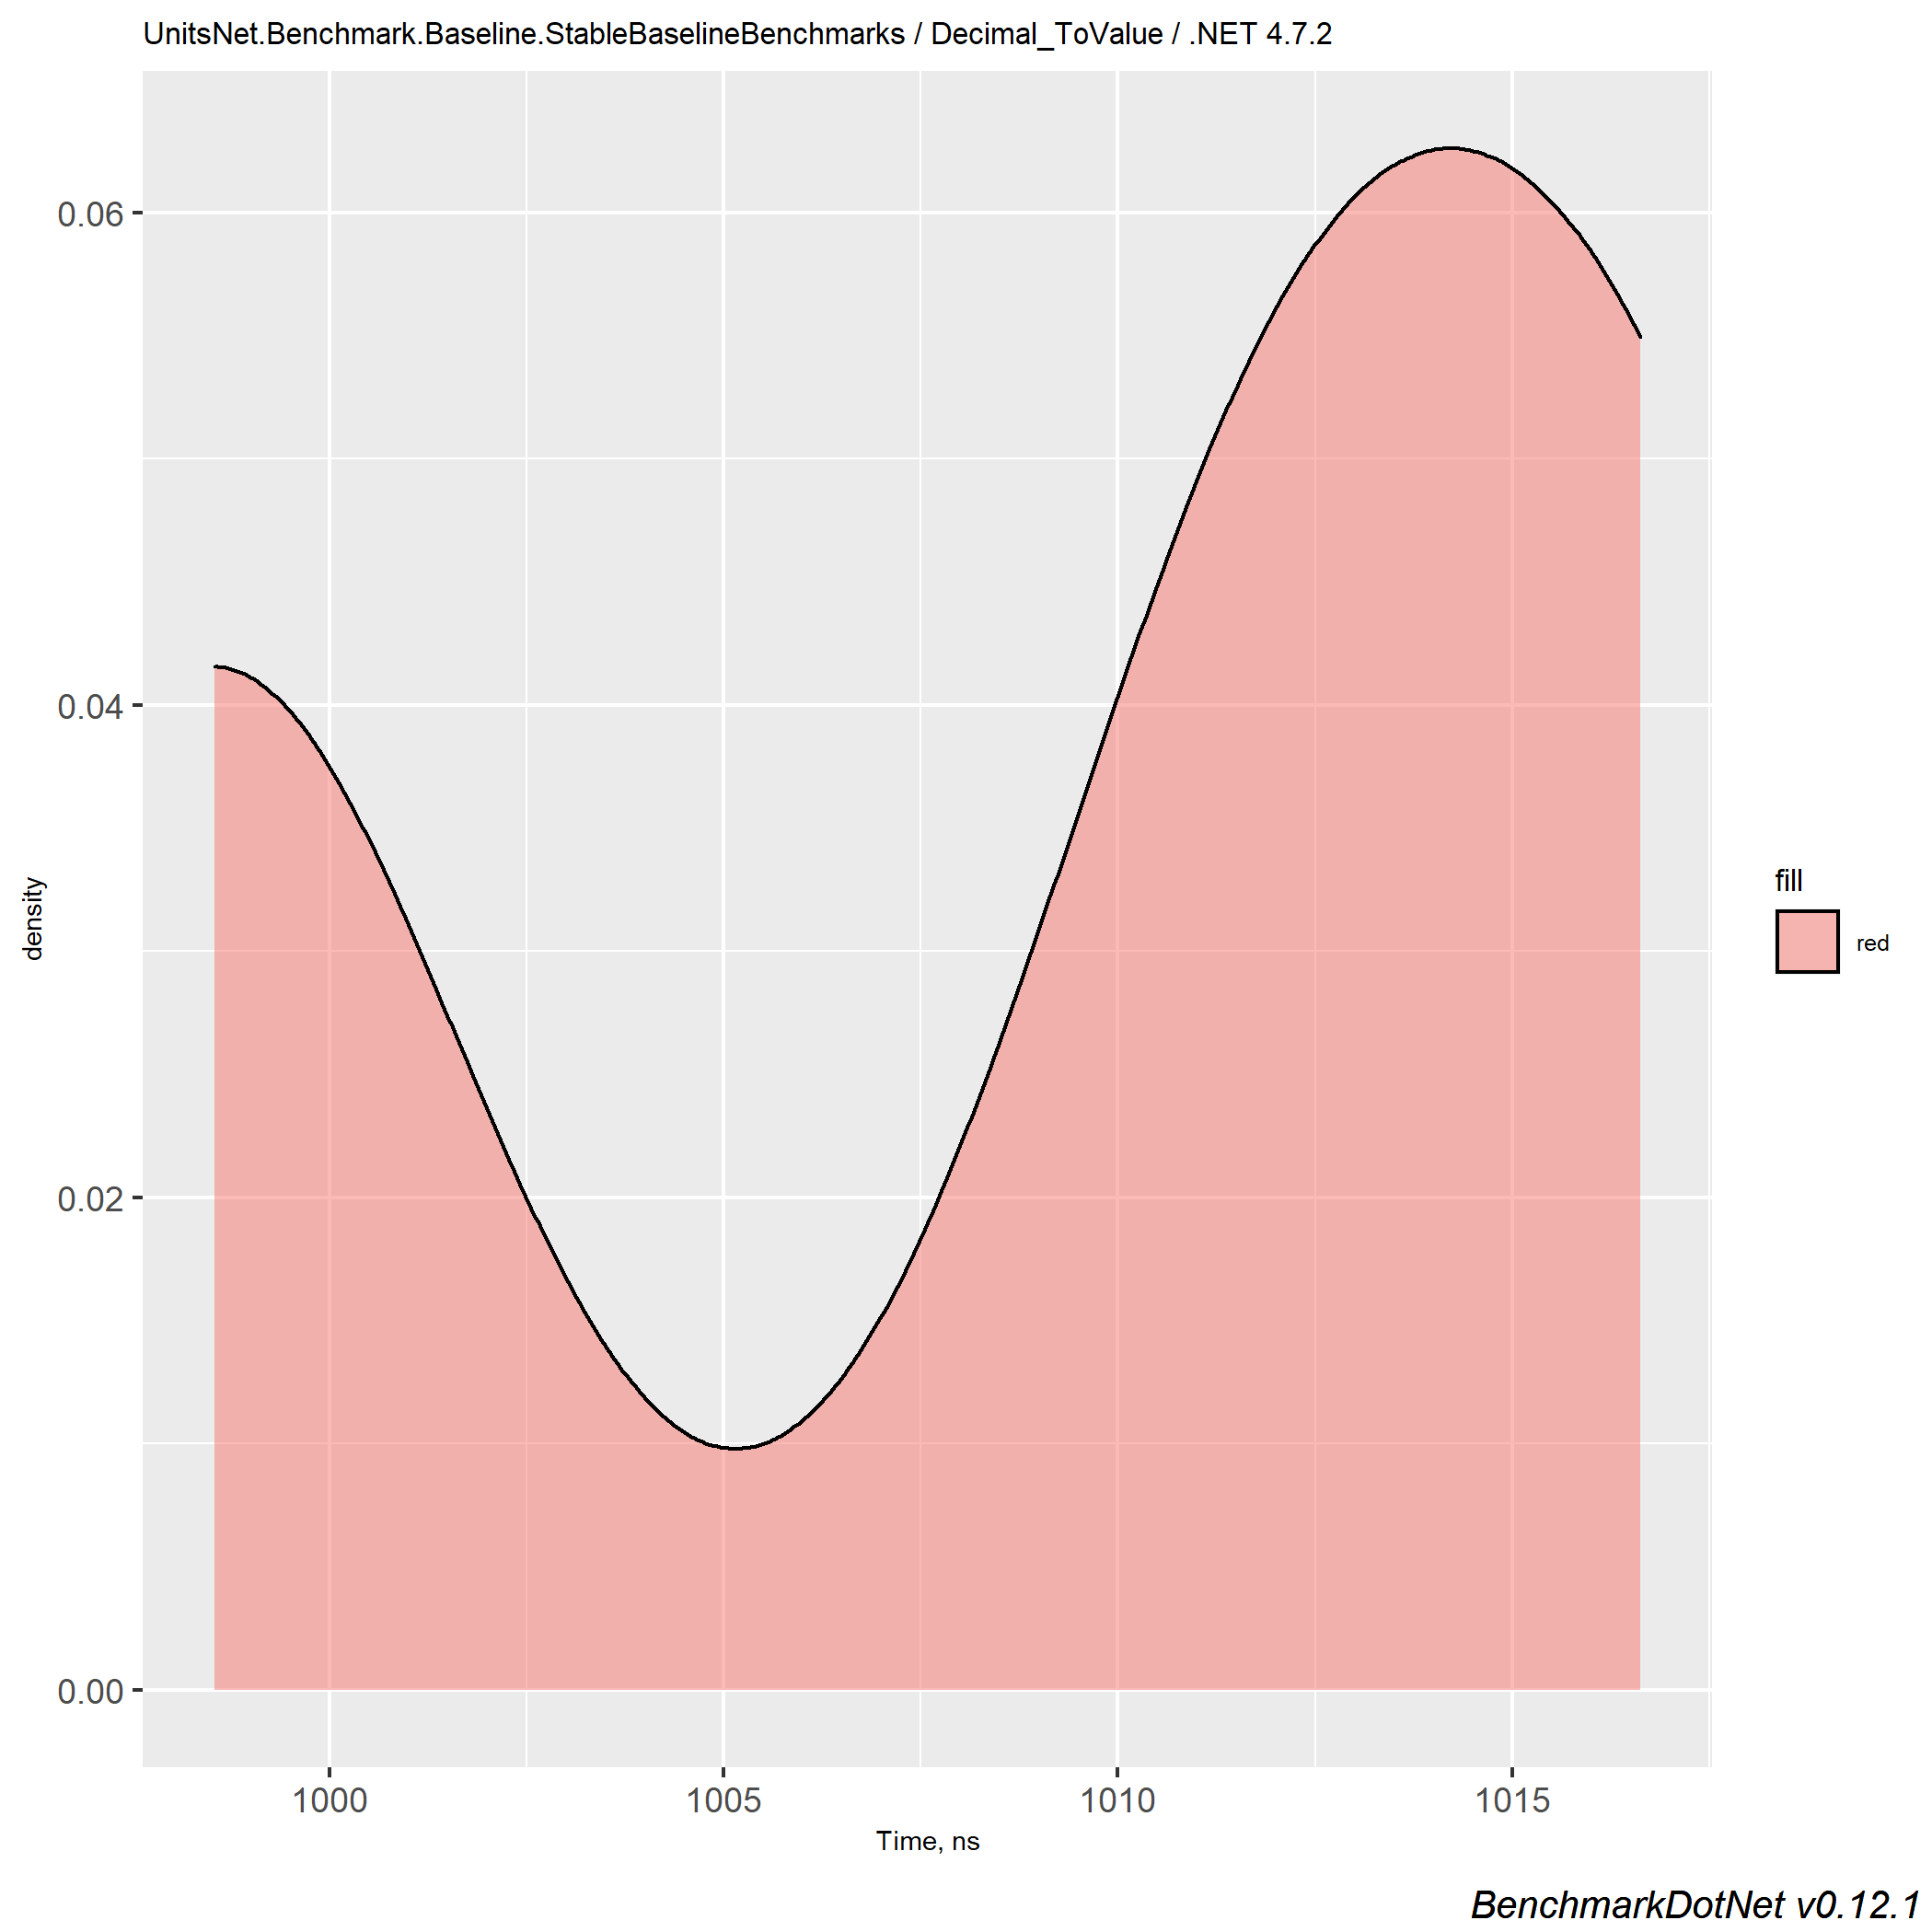 UnitsNet.Benchmark.Baseline.StableBaselineBenchmarks / Decimal_ToValue / .NET 4.7.2
0.06
0.04
0.02
0.00
density
1000 1005 1010 1015
Time, ns
fill
red
BenchmarkDotNet v0.12.1